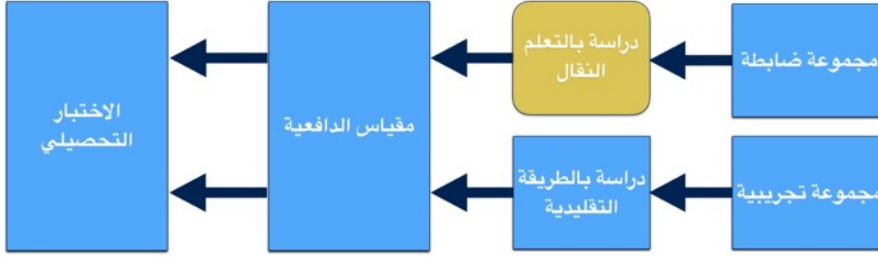 مجموعة ضابطة
دراسة بالتعلم
النقال
مقياس الدافعية
الاختبار
التحصيلي
مجموعة تجريبية
دراسة بالطريقة
التقليدية